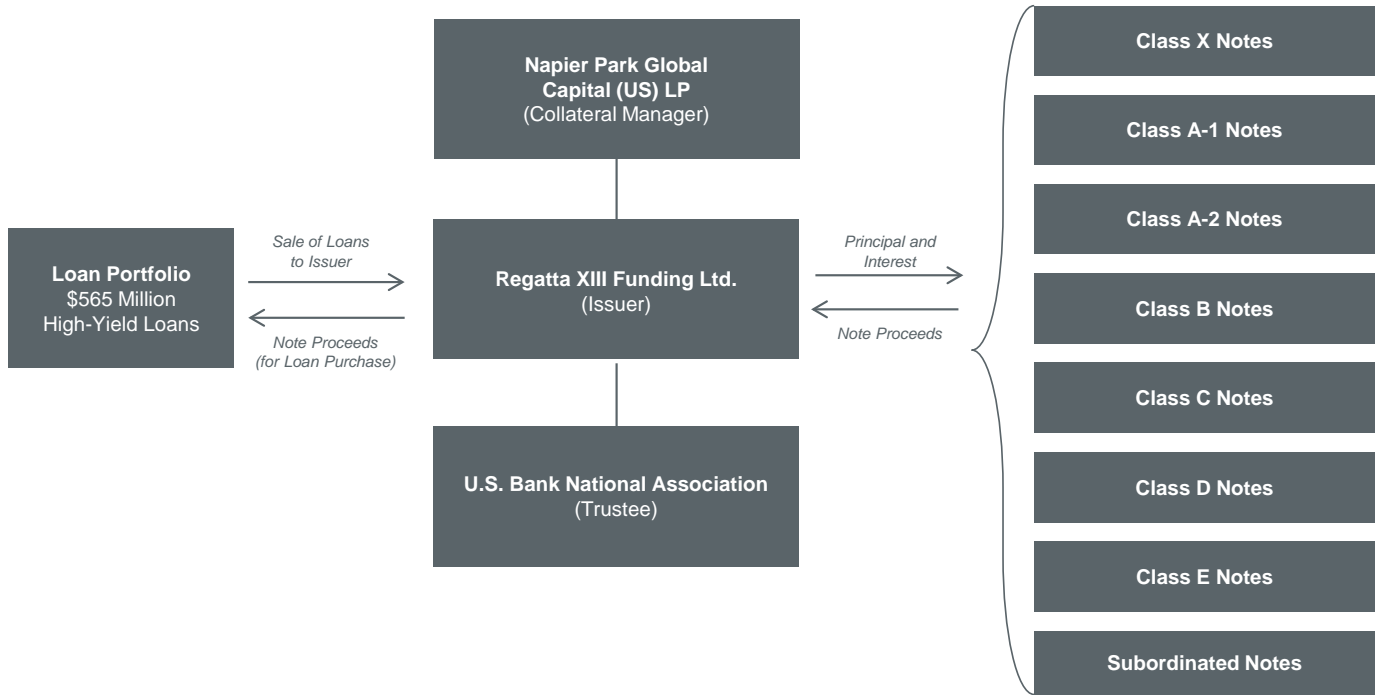 Napier Park Global
Capital (US) LP
(Collateral Manager)
Loan Portfolio
$565 Million
High-Yield Loans
Sale of Loans
to Issuer
Note Proceeds
(for Loan Purchase)
Regatta XIII Funding Ltd.
(Issuer)
Principal and
Interest
Note Proceeds
U.S. Bank National Association
(Trustee)
Class X Notes
Class A-1 Notes
Class A-2 Notes
Class B Notes
Class C Notes
Class D Notes
Class E Notes
Subordinated Notes